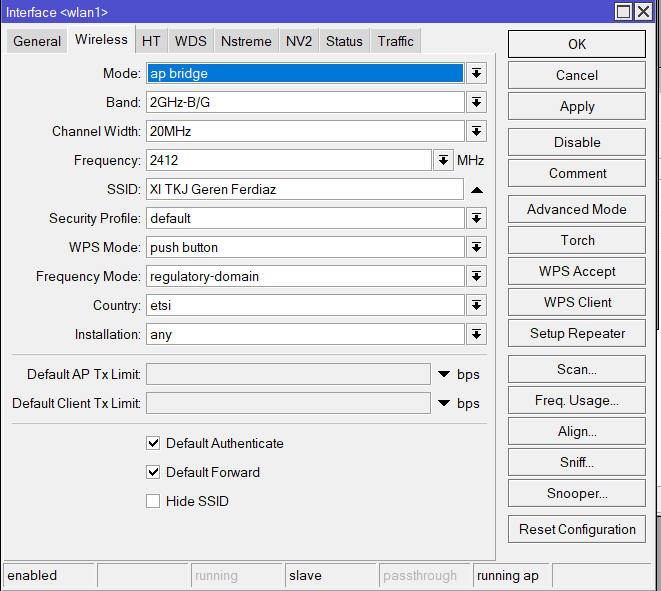 Interface <wlan1>
General Wireless HT WDS Nstreme NV2 Status Traffic
Mode: ap bridge
Band: 2GHz-B/G
Channel Width: 20MHz
Frequency: 2412 MHz
SSID: XI TKJ Geren Ferdiaz
Security Profile: default
WPS Mode: push button
Frequency Mode: regulatory-domain
Country: etsi
Installation: any
Default AP Tx Limit: bps
Default Client Tx Limit: bps
Default Authenticate
Default Forward
Hide SSID
OK
Cancel
Apply
Disable
Comment
Advanced Mode
Torch
WPS Accept
WPS Client
Setup Repeater
Scan...
Freq. Usage...
Align...
Sniff...
Snooper...
Reset Configuration
enabled running slave passthrough running ap